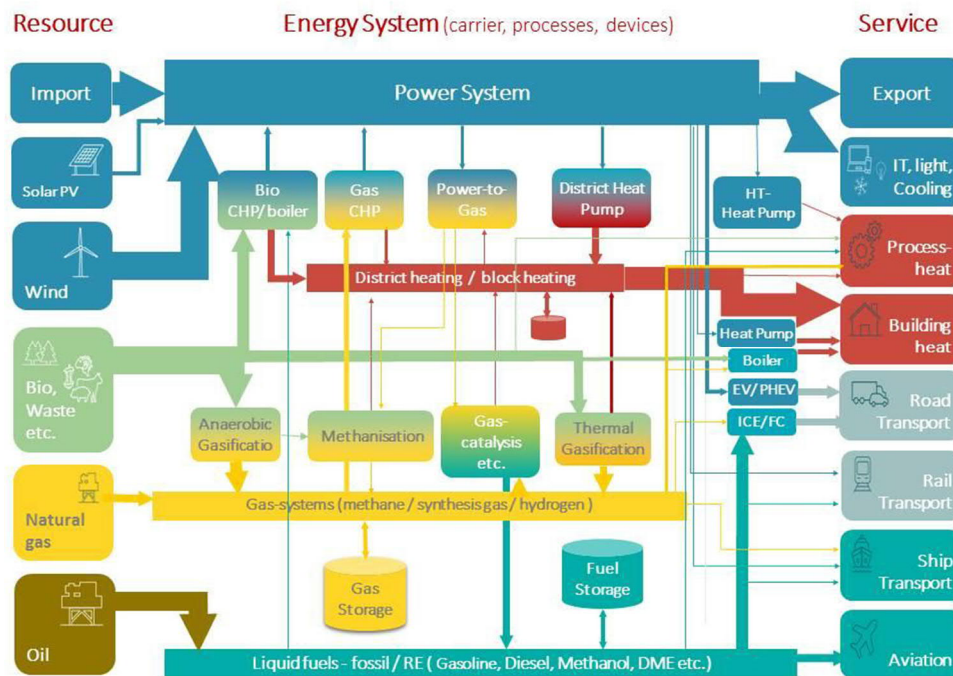 Resource
Energy System (carrier, processes, devices)
Service
Import
Power System
Export
Solar PV
Bio
CHP/boiler
Gas
CHP
Power-to-
Gas
District Heat
Pump
HT-
Heat Pump
IT, light,
Cooling
Wind
District heating / block heating
Process-
heat
Heat Pump
Boiler
Building
heat
Bio,
Waste
etc.
EV/PHEV
ICE/FC
Road
Transport
Anaerobic
Gasificatio
Methanisation
Gas-
catalysis
etc.
Thermal
Gasification
Natural
gas
Gas-systems (methane / synthesis gas / hydrogen )
Rail
Transport
Gas
Storage
Fuel
Storage
Ship
Transport
Oil
Liquid fuels - fossil / RE ( Gasoline, Diesel, Methanol, DME etc.)
Aviation